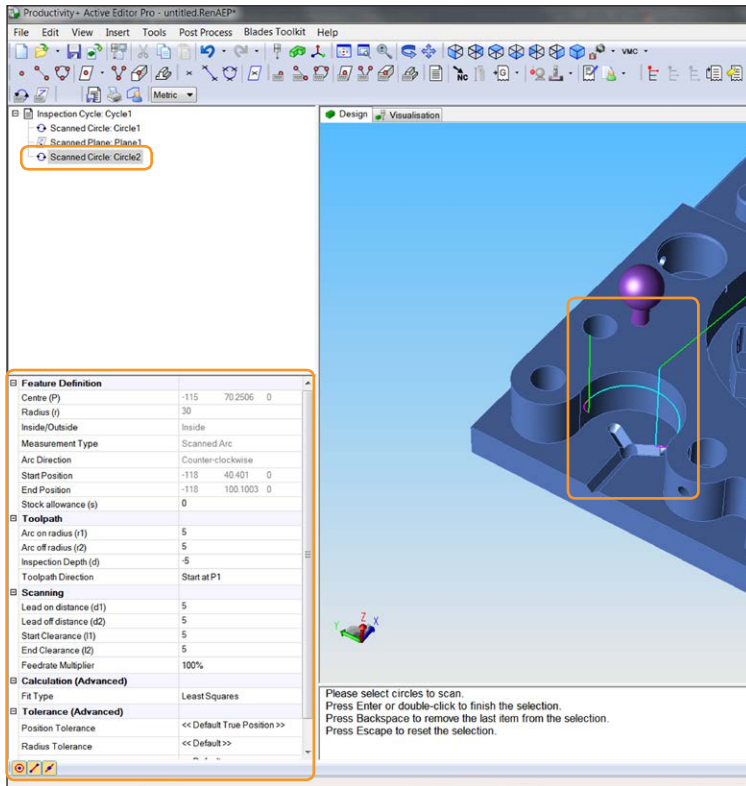 Productivity+ Active Editor Pro - untitled.RenAEP*
File Edit View Insert Tools Post Process Blades Toolkit Help
VMC
NC +G
Metric
Inspection Cycle: Cycle1
Scanned Circle: Circle1
Scanned Plane: Plane1
Scanned Circle: Circle2
Design Visualisation
Feature Definition
Centre (P) -115 70.2506 0
Radius (r) 30
Inside/Outside Inside
Measurement Type Scanned Arc
Arc Direction Counter-clockwise
Start Position -118 40.401 0
End Position -118 100.1003 0
Stock allowance (s) 0
Toolpath
Arc on radius (r1) 5
Arc off radius (r2) 5
Inspection Depth (d) -5
Toolpath Direction Start at P1
Scanning
Lead on distance (d1) 5
Lead off distance (d2) 5
Start Clearance (l1) 5
End Clearance (l2) 5
Feedrate Multiplier 100%
Calculation (Advanced)
Fit Type Least Squares
Tolerance (Advanced)
Position Tolerance << Default True Position >>
Radius Tolerance << Default >>
Z
Y X
Please select circles to scan.
Press Enter or double-click to finish the selection.
Press Backspace to remove the last item from the selection.
Press Escape to reset the selection.